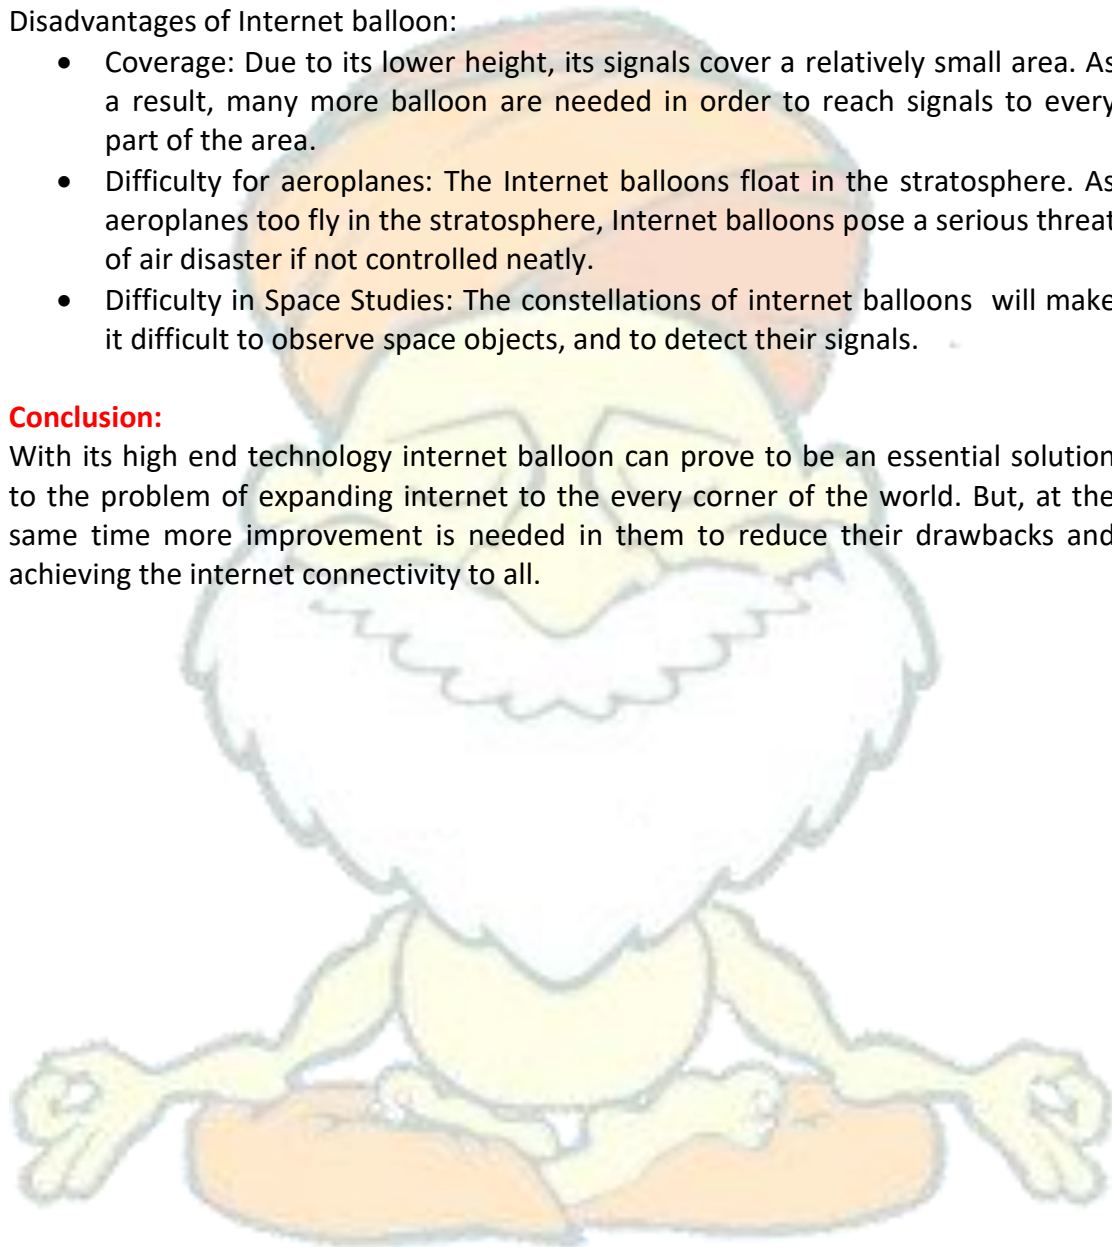 Disadvantages of Internet balloon:
• Coverage: Due to its lower height, its signals cover a relatively small area. As
a result, many more balloon are needed in order to reach signals to every
part of the area.
• Difficulty for aeroplanes: The Internet balloons float in the stratosphere. As
aeroplanes too fly in the stratosphere, Internet balloons pose a serious threat
of air disaster if not controlled neatly.
• Difficulty in Space Studies: The constellations of internet balloons  will make
it difficult to observe space objects, and to detect their signals.
Conclusion:
With its high end technology internet balloon can prove to be an essential solution
to the problem of expanding internet to the every corner of the world. But, at the
same time more improvement is needed in them to reduce their drawbacks and
achieving the internet connectivity to all.